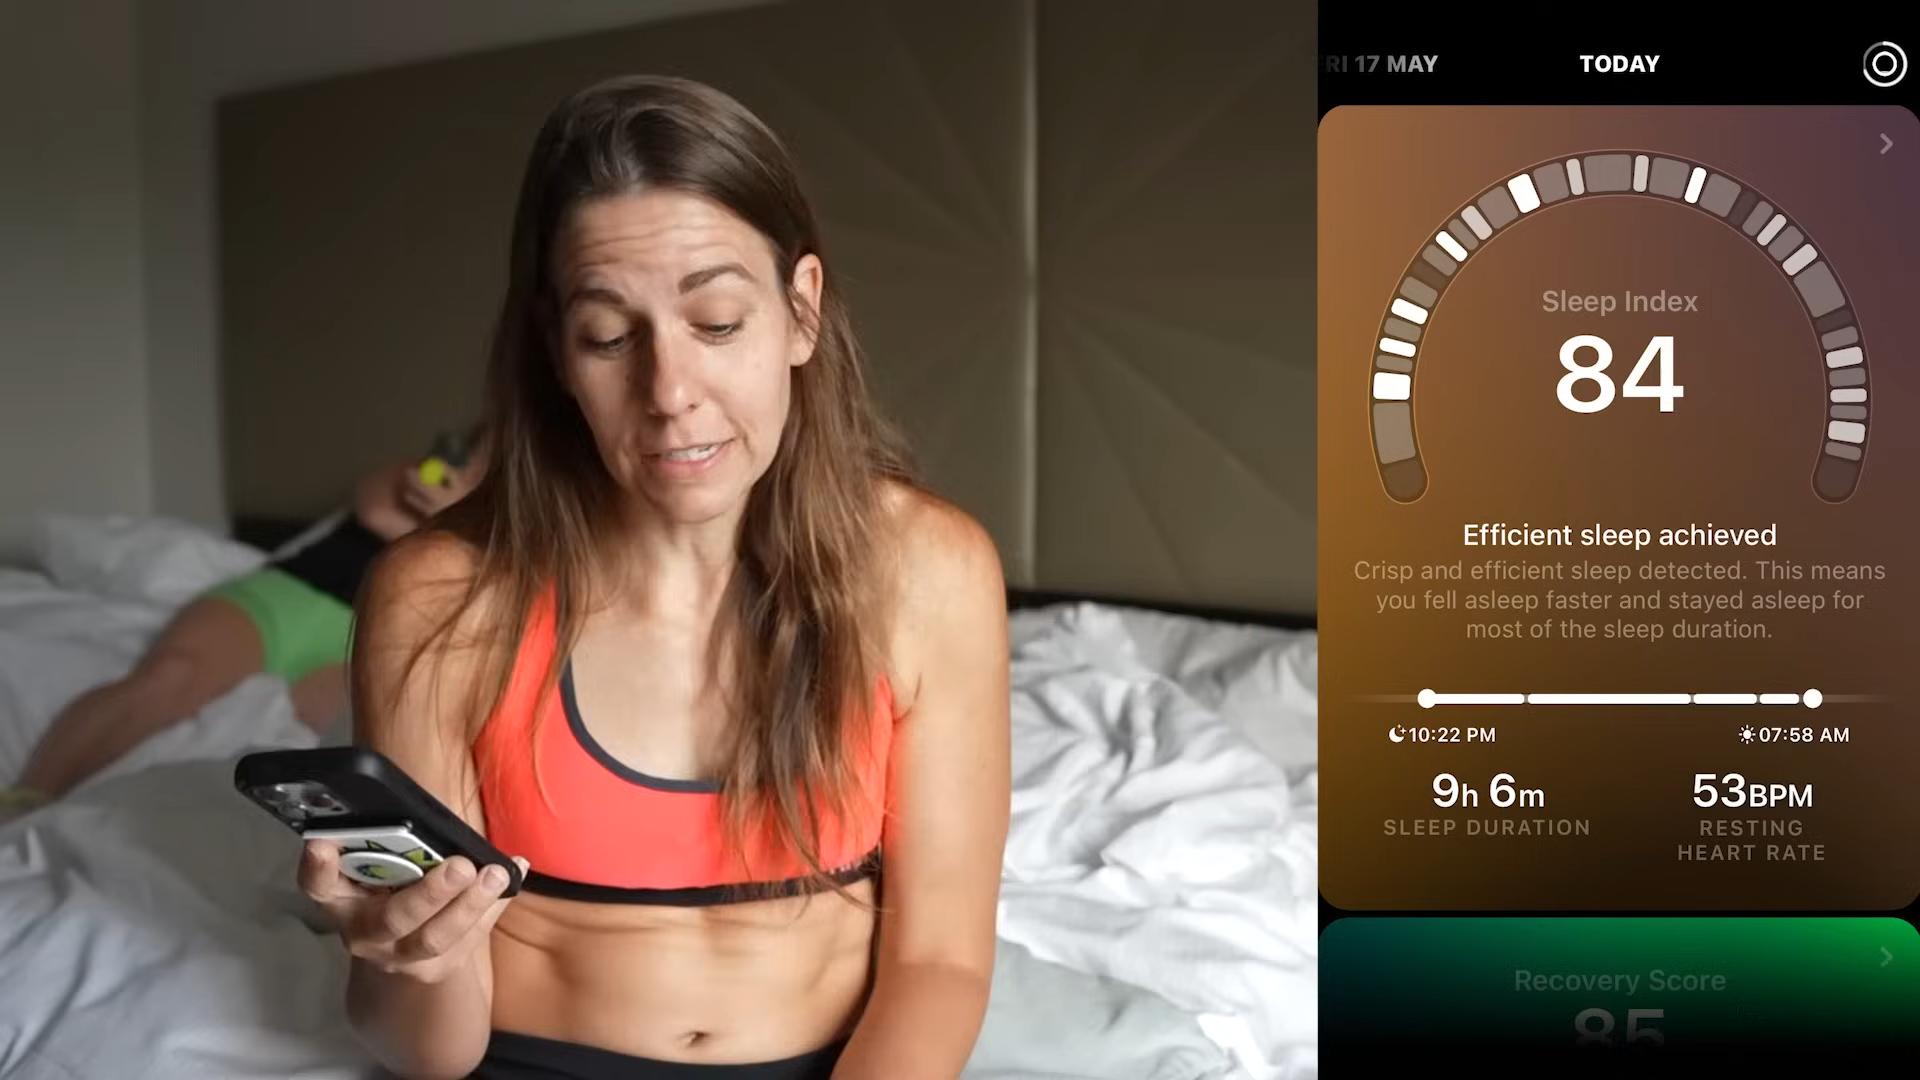 RI 17 MAY
TODAY
Sleep Index
84
Efficient sleep achieved
Crisp and efficient sleep detected. This means
you fell asleep faster and stayed asleep for
most of the sleep duration.
10:22 PM
07:58 AM
9h 6m
53BPM
SLEEP DURATION
RESTING
HEART RATE
Recovery Score
85